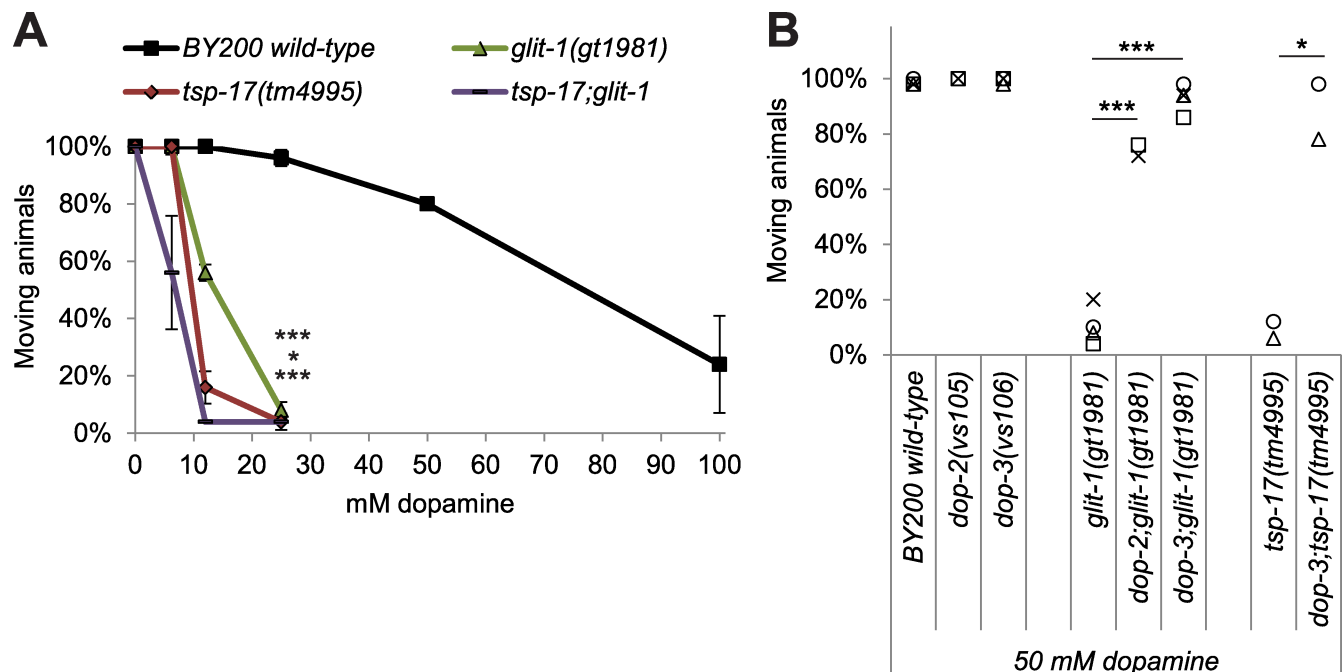 A
BY200 wild-type
glit-1(gt1981)
tsp-17(tm4995)
tsp-17;glit-1
Moving animals
100%
80%
60%
40%
20%
0%
***
*
***
0 10 20 30 40 50 60 70 80 90 100
mM dopamine
B
Moving animals
100%
80%
60%
40%
20%
0%
***
***
*
BY200 wild-type
dop-2(vs105)
dop-3(vs106)
glit-1(gt1981)
dop-2;glit-1(gt1981)
dop-3;glit-1(gt1981)
tsp-17(tm4995)
dop-3;tsp-17(tm4995)
50 mM dopamine